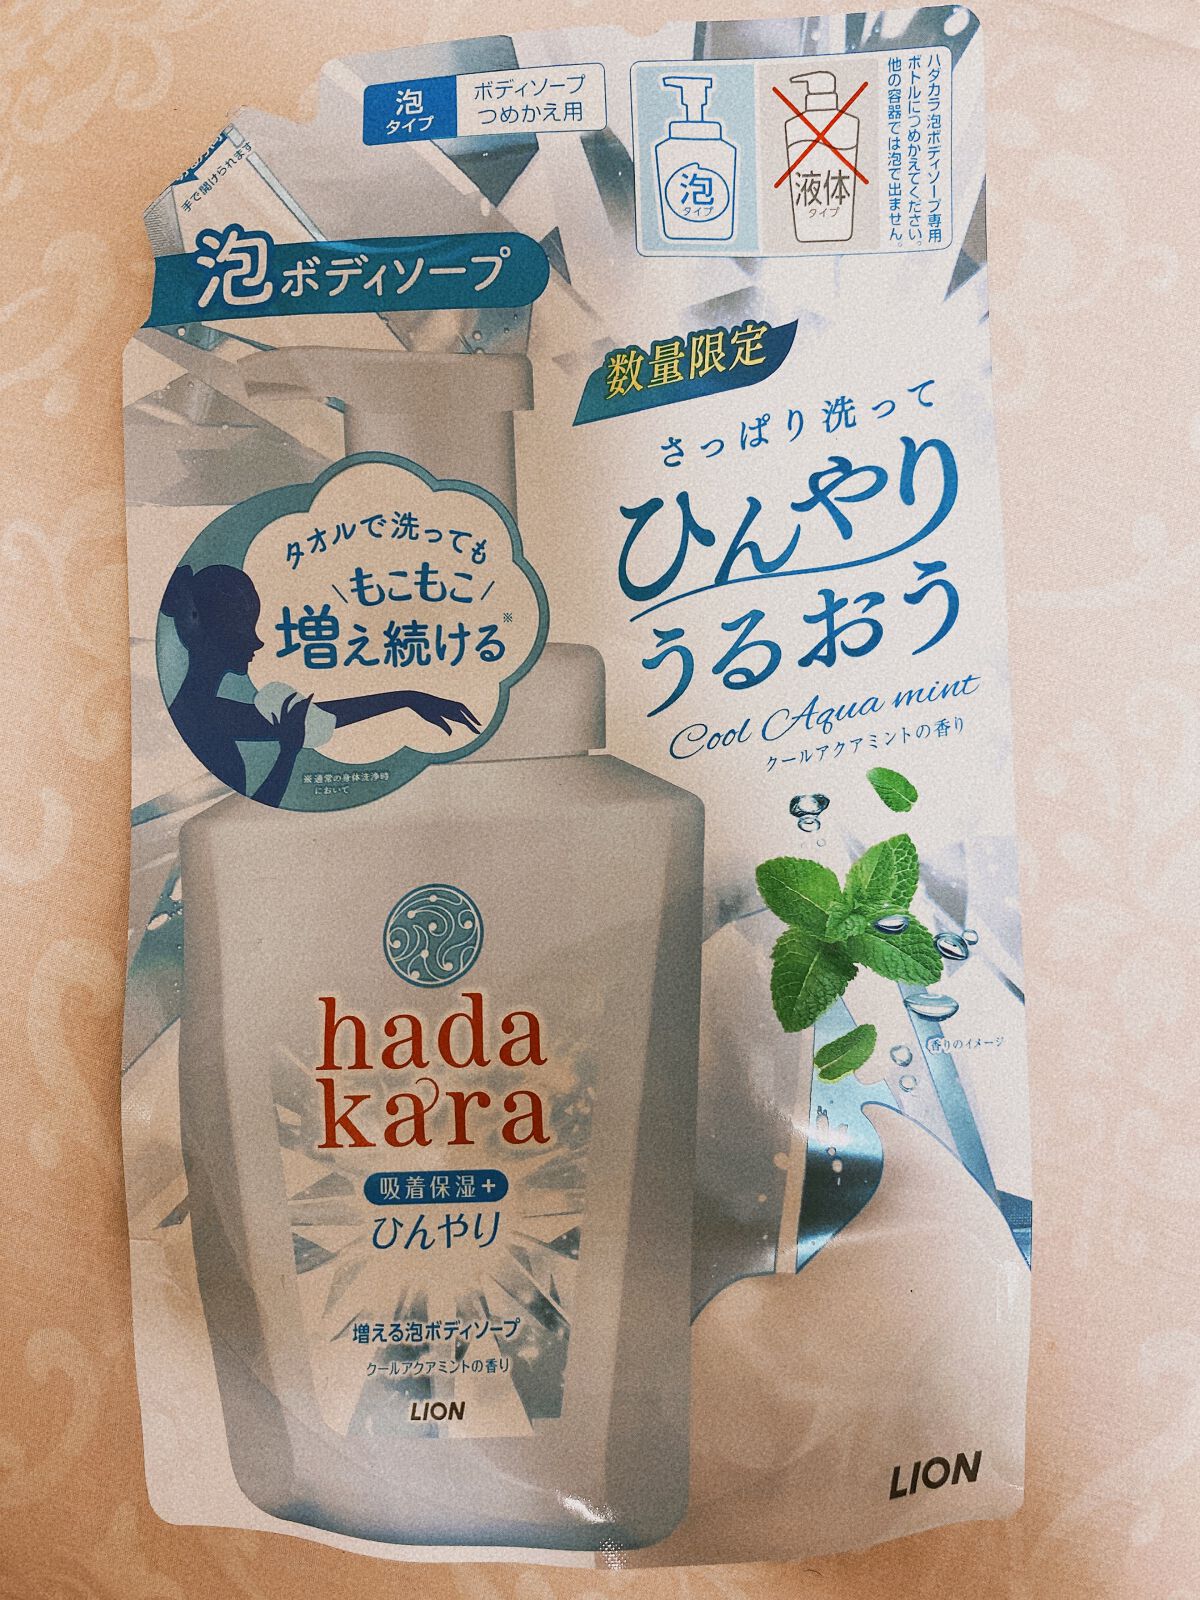 泡
タイプ
ボディソープ
つめかえ用
泡
タイプ
液体
タイプ
ハダカラ泡ボディソープ専用
ボトルにつめかえてください。
他の容器では泡で出ません。
手で開けられます
泡ボディソープ
数量限定
さっぱり洗って
ひんやり
うるおう
Cool Aqua mint
クールアクアミントの香り
タオルで洗っても
\もこもこ/
増え続ける※
※通常の身体洗浄時
において
香りのイメージ
hada
kara
吸着保湿+
ひんやり
増える泡ボディソープ
クールアクアミントの香り
LION
LION